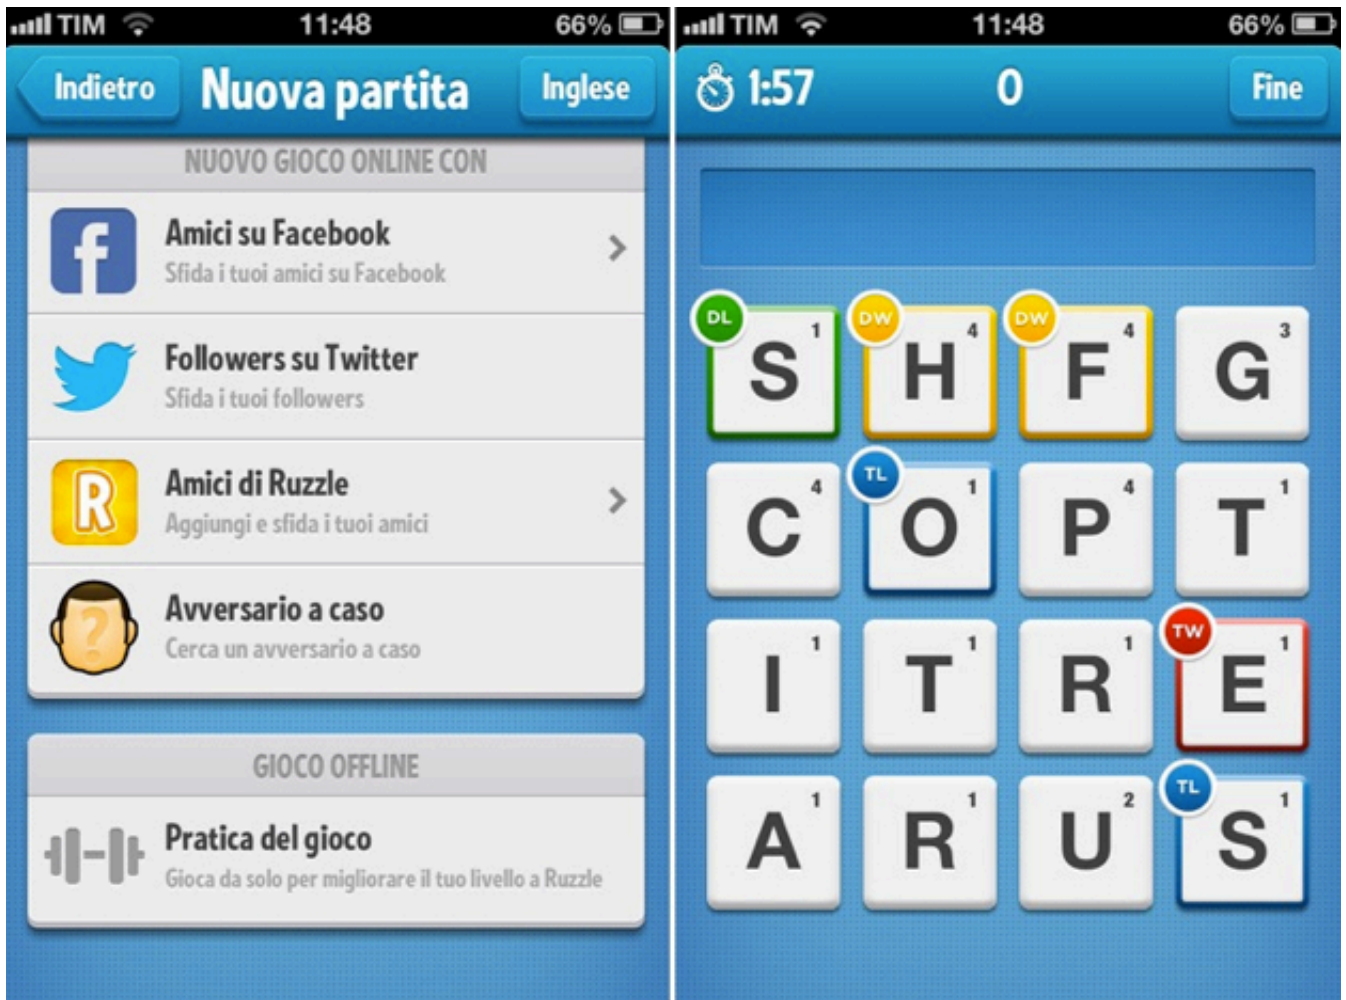 TIM 11:48 66%
Indietro Nuova partita Inglese
NUOVO GIOCO ONLINE CON
f
Amici su Facebook
Sfida i tuoi amici su Facebook
Followers su Twitter
Sfida i tuoi followers
R
Amici di Ruzzle
Aggiungi e sfida i tuoi amici
?
Avversario a caso
Cerca un avversario a caso
GIOCO OFFLINE
Pratica del gioco
Gioca da solo per migliorare il tuo livello a Ruzzle
TIM 11:48 66%
1:57 0 Fine
DL S 1 DW H 4 DW F 4 G 3
C 4 TL O 1 P 4 T 1
I 1 T 1 R 1 TW E 1
A 1 R 1 U 2 TL S 1